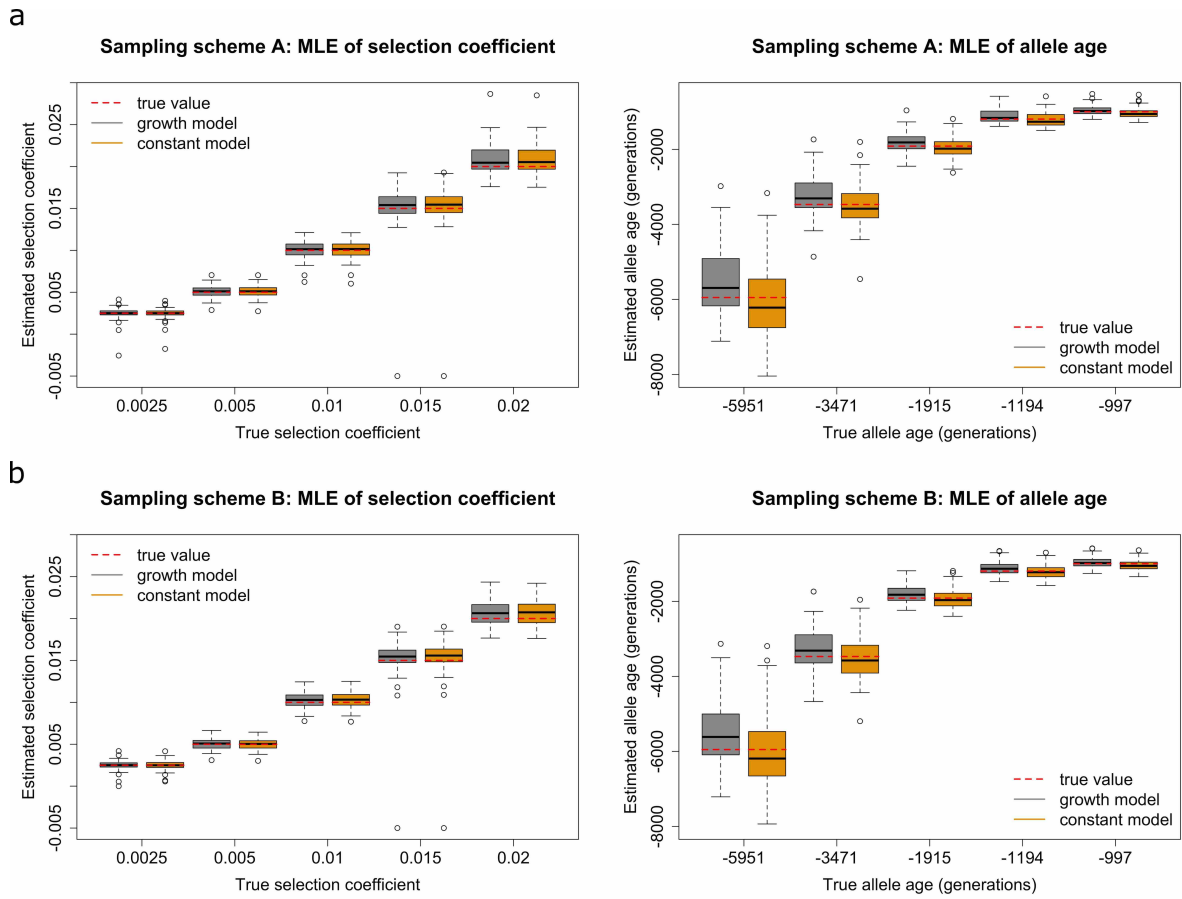 a
Sampling scheme A: MLE of selection coefficient
true value
growth model
constant model
Estimated selection coefficient
0.025
0.015
0.005
-0.005
0.0025
0.005
0.01
0.015
0.02
True selection coefficient
Sampling scheme A: MLE of allele age
Estimated allele age (generations)
-2000
-4000
-6000
-8000
true value
growth model
constant model
-5951
-3471
-1915
-1194
-997
True allele age (generations)
b
Sampling scheme B: MLE of selection coefficient
true value
growth model
constant model
Estimated selection coefficient
0.025
0.015
0.005
-0.005
0.0025
0.005
0.01
0.015
0.02
True selection coefficient
Sampling scheme B: MLE of allele age
Estimated allele age (generations)
-2000
-4000
-6000
-8000
true value
growth model
constant model
-5951
-3471
-1915
-1194
-997
True allele age (generations)